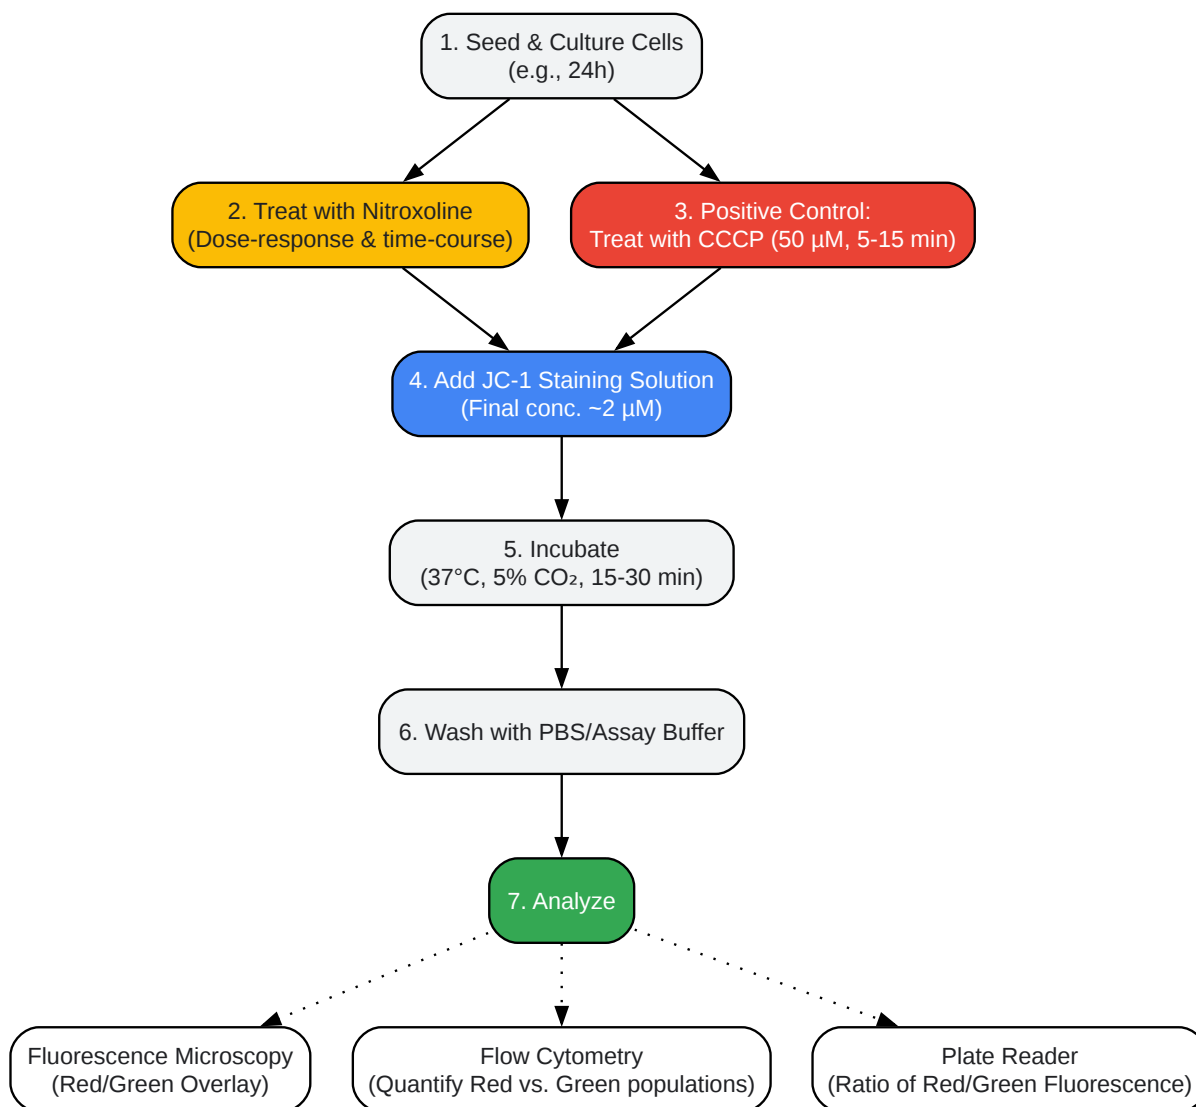 1. Seed & Culture Cells
(e.g., 24h)
2. Treat with Nitroxoline
(Dose-response & time-course)
3. Positive Control:
Treat with CCCP (50 µM, 5-15 min)
4. Add JC-1 Staining Solution
(Final conc. ~2 µM)
5. Incubate
(37°C, 5% CO₂, 15-30 min)
6. Wash with PBS/Assay Buffer
7. Analyze
Fluorescence Microscopy
(Red/Green Overlay)
Flow Cytometry
(Quantify Red vs. Green populations)
Plate Reader
(Ratio of Red/Green Fluorescence)